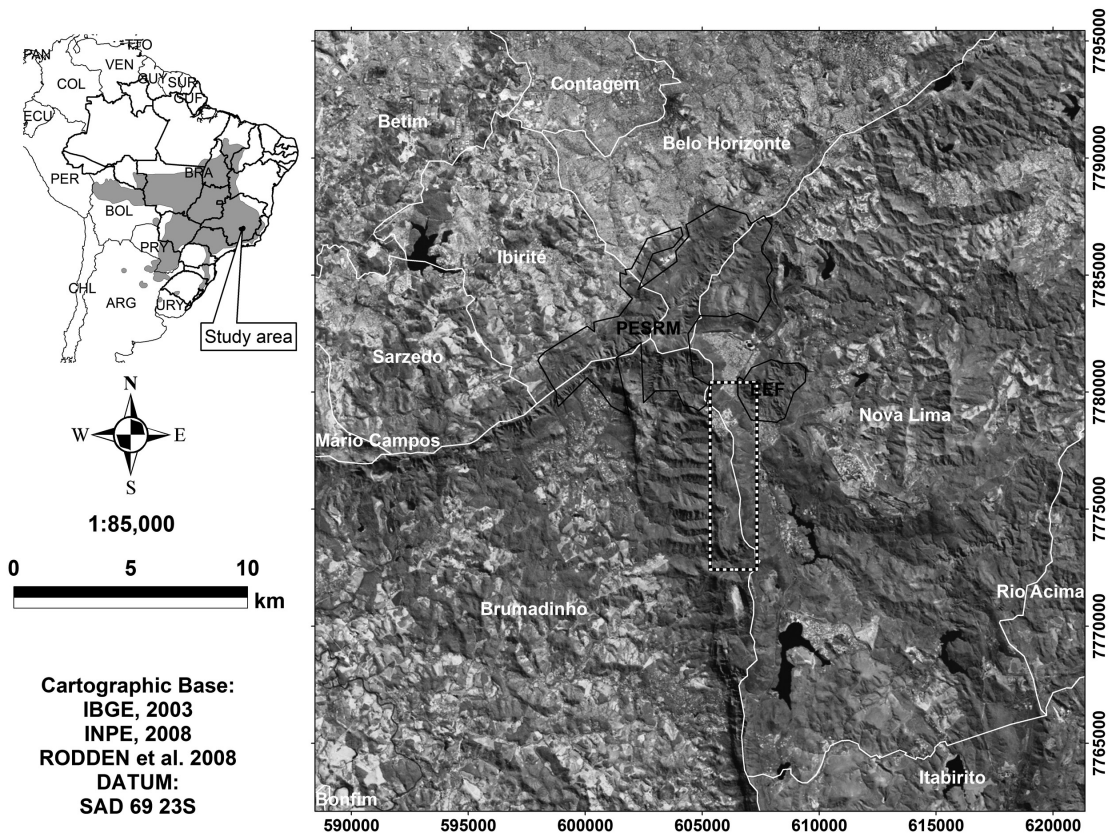 PAN
TTO
VEN
GUY
SUR
GUF
COL
ECU
PER
BRA
BOL
PRY
CHL
ARG
URY
Study area
N
W
E
S
1:85,000
0 5 10
km
Cartographic Base:
IBGE, 2003
INPE, 2008
RODDEN et al. 2008
DATUM:
SAD 69 23S
Contagem
Betim
Belo Horizonte
Ibirité
PESRM
Sarzedo
EEF
Nova Lima
Mário Campos
Brumadinho
Rio Acima
Itabirito
Bonfim
590000 595000 600000 605000 610000 615000 620000
7795000
7790000
7785000
7780000
7775000
7770000
7765000